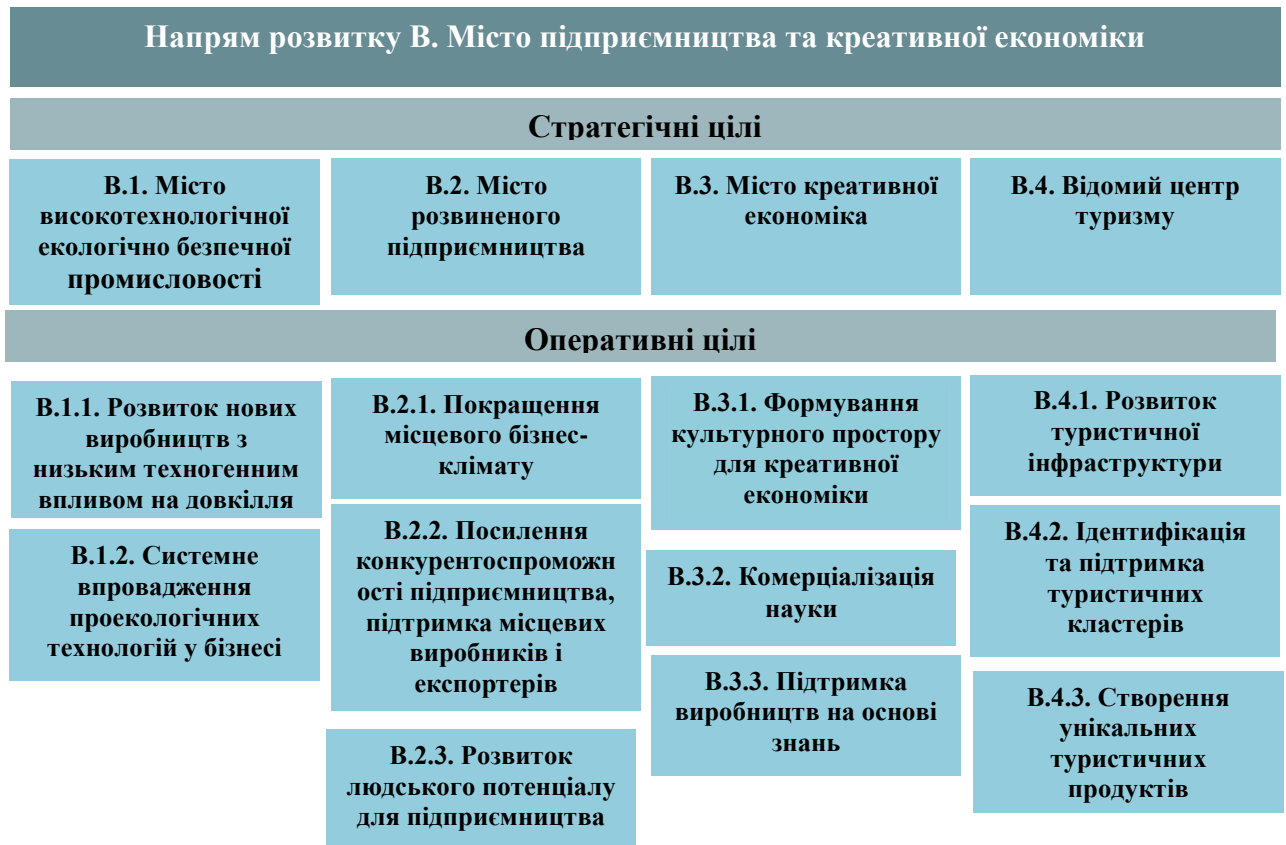 Напрям розвитку В. Місто підприємництва та креативної економіки
Стратегічні цілі
В.1. Місто
високотехнологічної
екологічно безпечної
промисловості
В.2. Місто
розвиненого
підприємництва
В.3. Місто креативної
економіка
В.4. Відомий центр
туризму
Оперативні цілі
В.1.1. Розвиток нових
виробництв з
низьким техногенним
впливом на довкілля
В.1.2. Системне
впровадження
проекологічних
технологій у бізнесі
В.2.1. Покращення
місцевого бізнес-
клімату
В.2.2. Посилення
конкурентоспроможн
ості підприємництва,
підтримка місцевих
виробників і
експортерів
В.2.3. Розвиток
людського потенціалу
для підприємництва
В.3.1. Формування
культурного простору
для креативної
економіки
В.3.2. Комерціалізація
науки
В.3.3. Підтримка
виробництв на основі
знань
В.4.1. Розвиток
туристичної
інфраструктури
В.4.2. Ідентифікація
та підтримка
туристичних
кластерів
В.4.3. Створення
унікальних
туристичних
продуктів